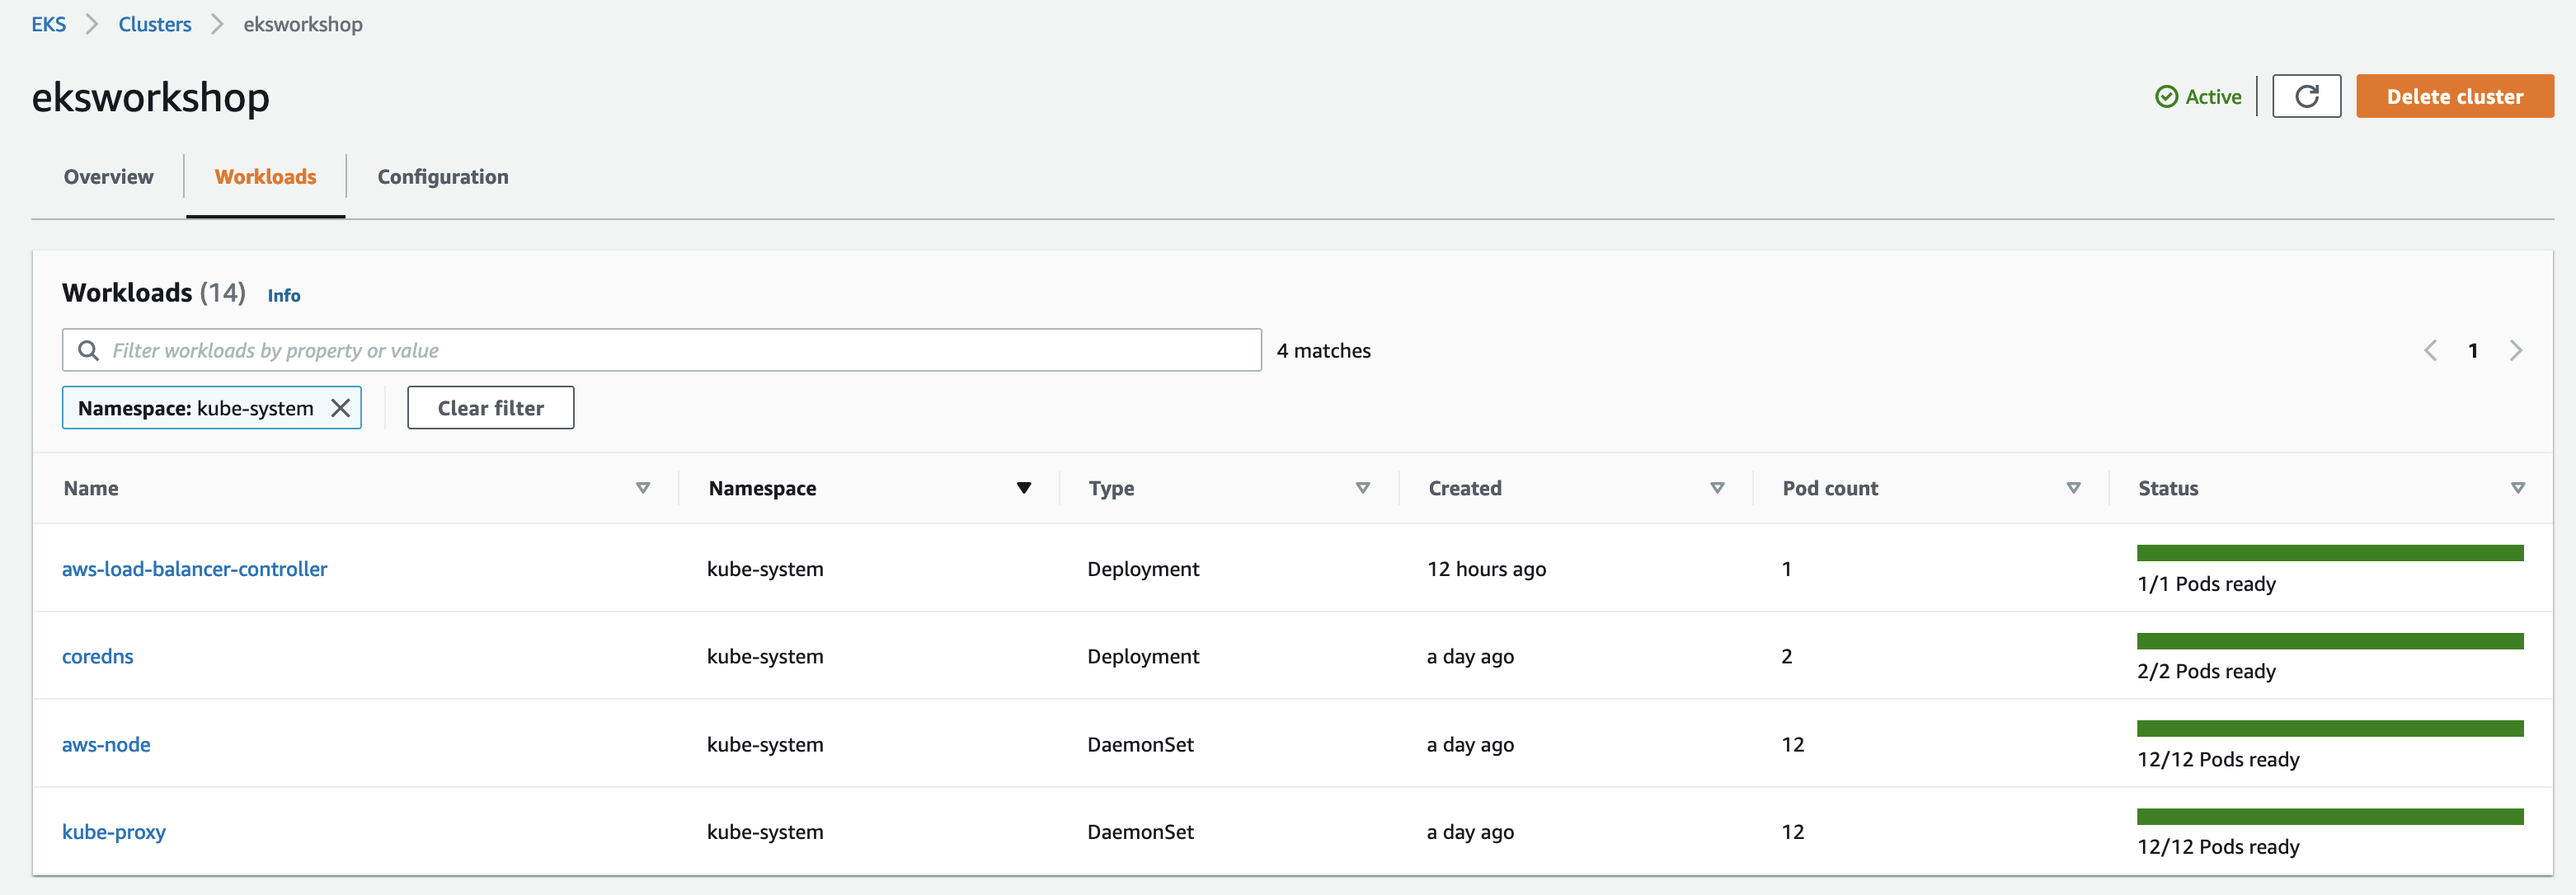 EKS Clusters eksworkshop
eksworkshop
Active Delete cluster
Overview Workloads Configuration
Workloads (14) Info
Filter workloads by property or value 4 matches 1
Namespace: kube-system Clear filter
Name Namespace Type Created Pod count Status
aws-load-balancer-controller kube-system Deployment 12 hours ago 1 1/1 Pods ready
coredns kube-system Deployment a day ago 2 2/2 Pods ready
aws-node kube-system DaemonSet a day ago 12 12/12 Pods ready
kube-proxy kube-system DaemonSet a day ago 12 12/12 Pods ready